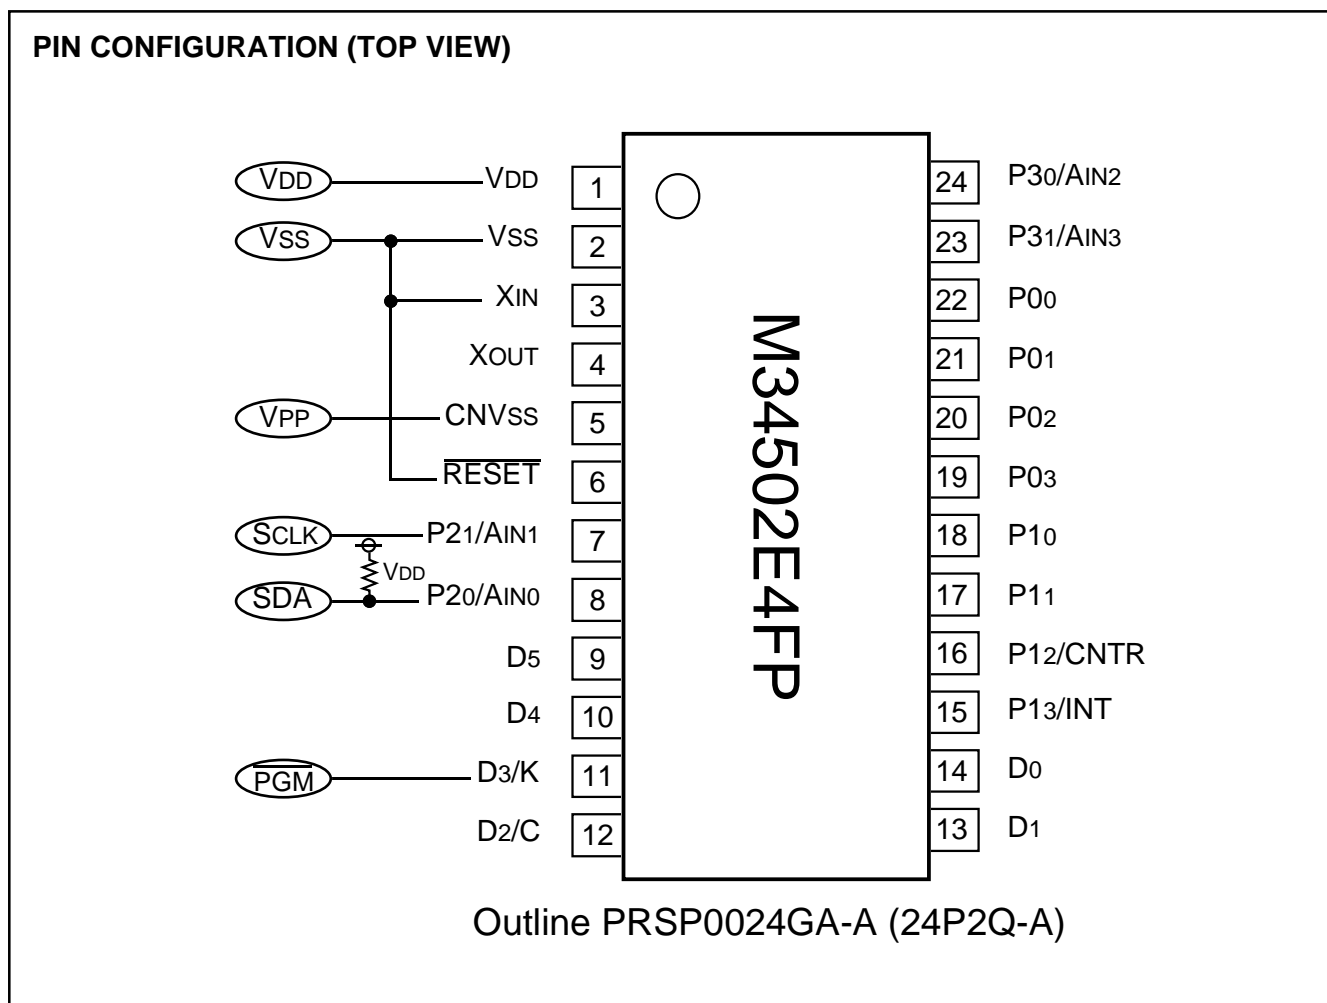 PIN CONFIGURATION (TOP VIEW)
VDD VDD 1 24 P30/AIN2
VSS VSS 2 23 P31/AIN3
XIN 3 22 P00
XOUT 4 21 P01
VPP CNVSS 5 20 P02
RESET 6 19 P03
SCLK P21/AIN1 7 18 P10
VDD
SDA P20/AIN0 8 17 P11
D5 9 16 P12/CNTR
D4 10 15 P13/INT
PGM D3/K 11 14 D0
D2/C 12 13 D1
M34502E4FP
Outline PRSP0024GA-A (24P2Q-A)